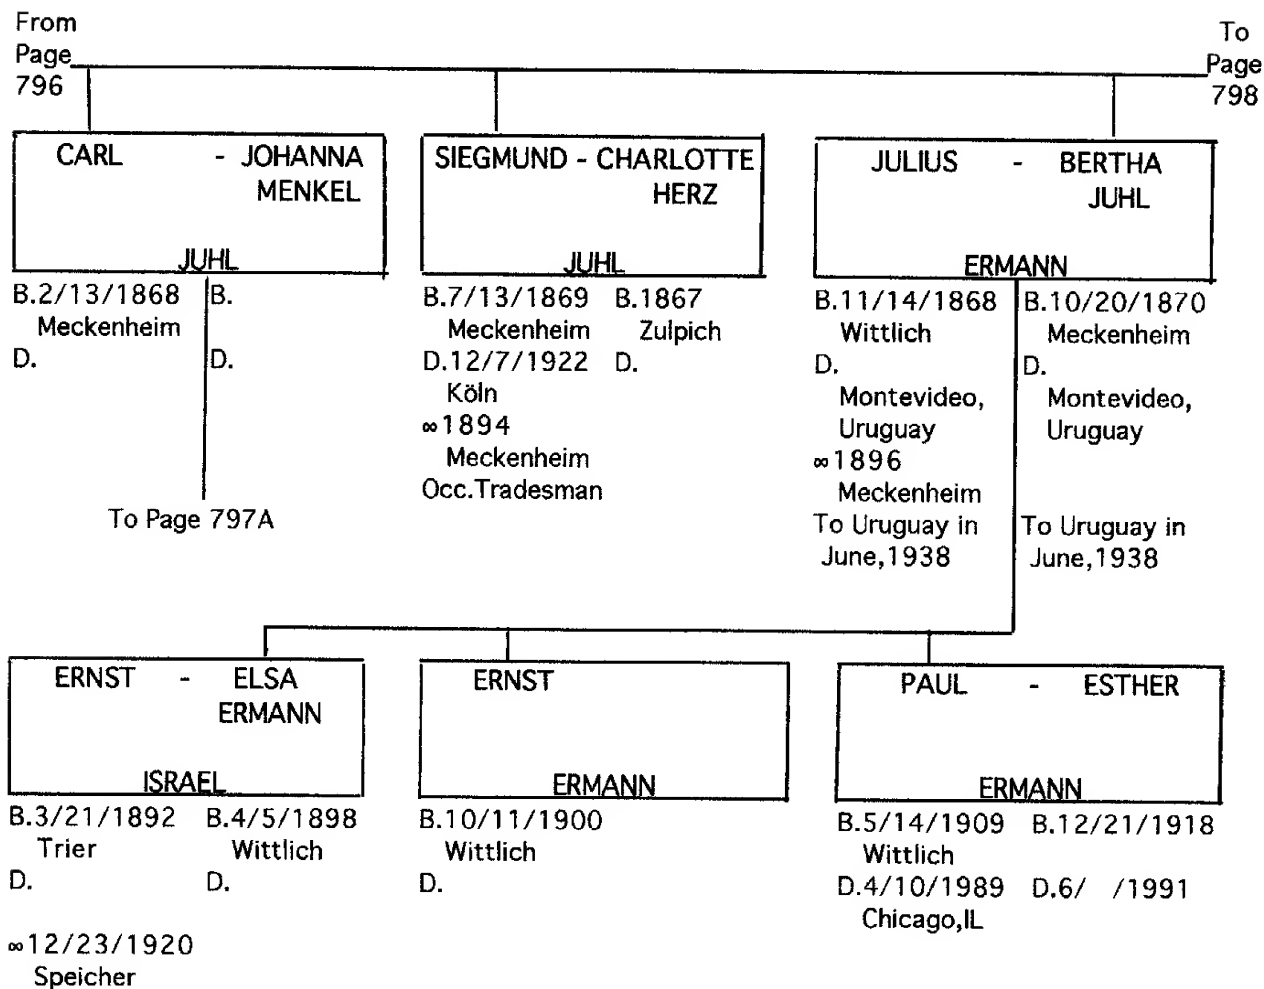 From
Page
796
To
Page
798
CARL - JOHANNA
MENKEL
JUHL
B.2/13/1868 B.
Meckenheim
D. D.
To Page 797A
SIEGMUND - CHARLOTTE
HERZ
JUHL
B.7/13/1869 B.1867
Meckenheim Zulpich
D.12/7/1922 D.
Köln
∞1894
Meckenheim
Occ.Tradesman
JULIUS - BERTHA
JUHL
ERMANN
B.11/14/1868 B.10/20/1870
Wittlich Meckenheim
D. D.
Montevideo, Montevideo,
Uruguay Uruguay
∞1896
Meckenheim
To Uruguay in To Uruguay in
June,1938 June,1938
ERNST - ELSA
ERMANN
ISRAEL
B.3/21/1892 B.4/5/1898
Trier Wittlich
D. D.
∞12/23/1920
Speicher
ERNST
ERMANN
B.10/11/1900
Wittlich
D.
PAUL - ESTHER
ERMANN
B.5/14/1909 B.12/21/1918
Wittlich
D.4/10/1989 D.6/ /1991
Chicago,IL